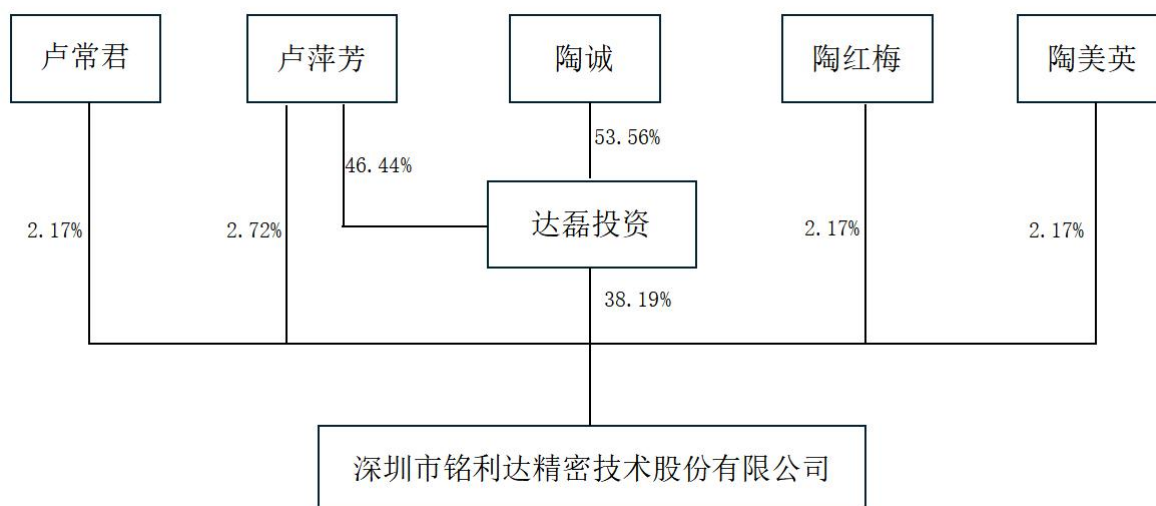 卢常君
卢萍芳
陶诚
陶红梅
陶美英
53.56%
46.44%
达磊投资
2.17%
2.72%
2.17%
2.17%
38.19%
深圳市铭利达精密技术股份有限公司